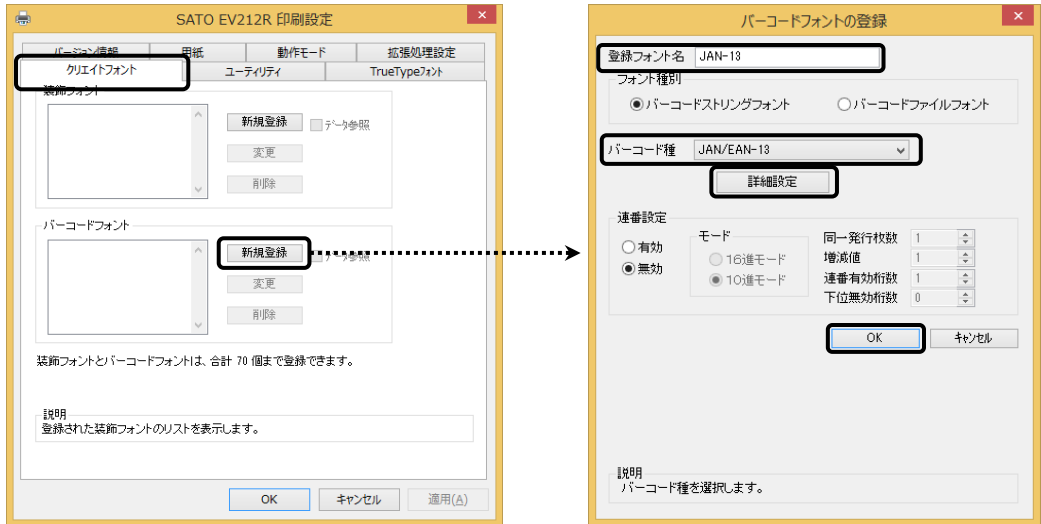 SATO EV212R 印刷設定
バージョン情報 用紙 動作モード 拡張処理設定
クリエイトフォント ユーティリティ TrueTypeフォント
装飾フォント
新規登録 データ参照
変更
削除
バーコードフォント
新規登録 データ参照
変更
削除
装飾フォントとバーコードフォントは、合計 70 個まで登録できます。
説明
登録された装飾フォントのリストを表示します。
OK キャンセル 適用(A)
バーコードフォントの登録
登録フォント名 JAN-13
フォント種別
バーコードストリングフォント バーコードファイルフォント
バーコード種 JAN/EAN-13
詳細設定
連番設定
有効
無効
モード
16進モード
10進モード
同一発行枚数 1
増減値 1
連番有効桁数 1
下位無効桁数 0
OK キャンセル
説明
バーコード種を選択します。